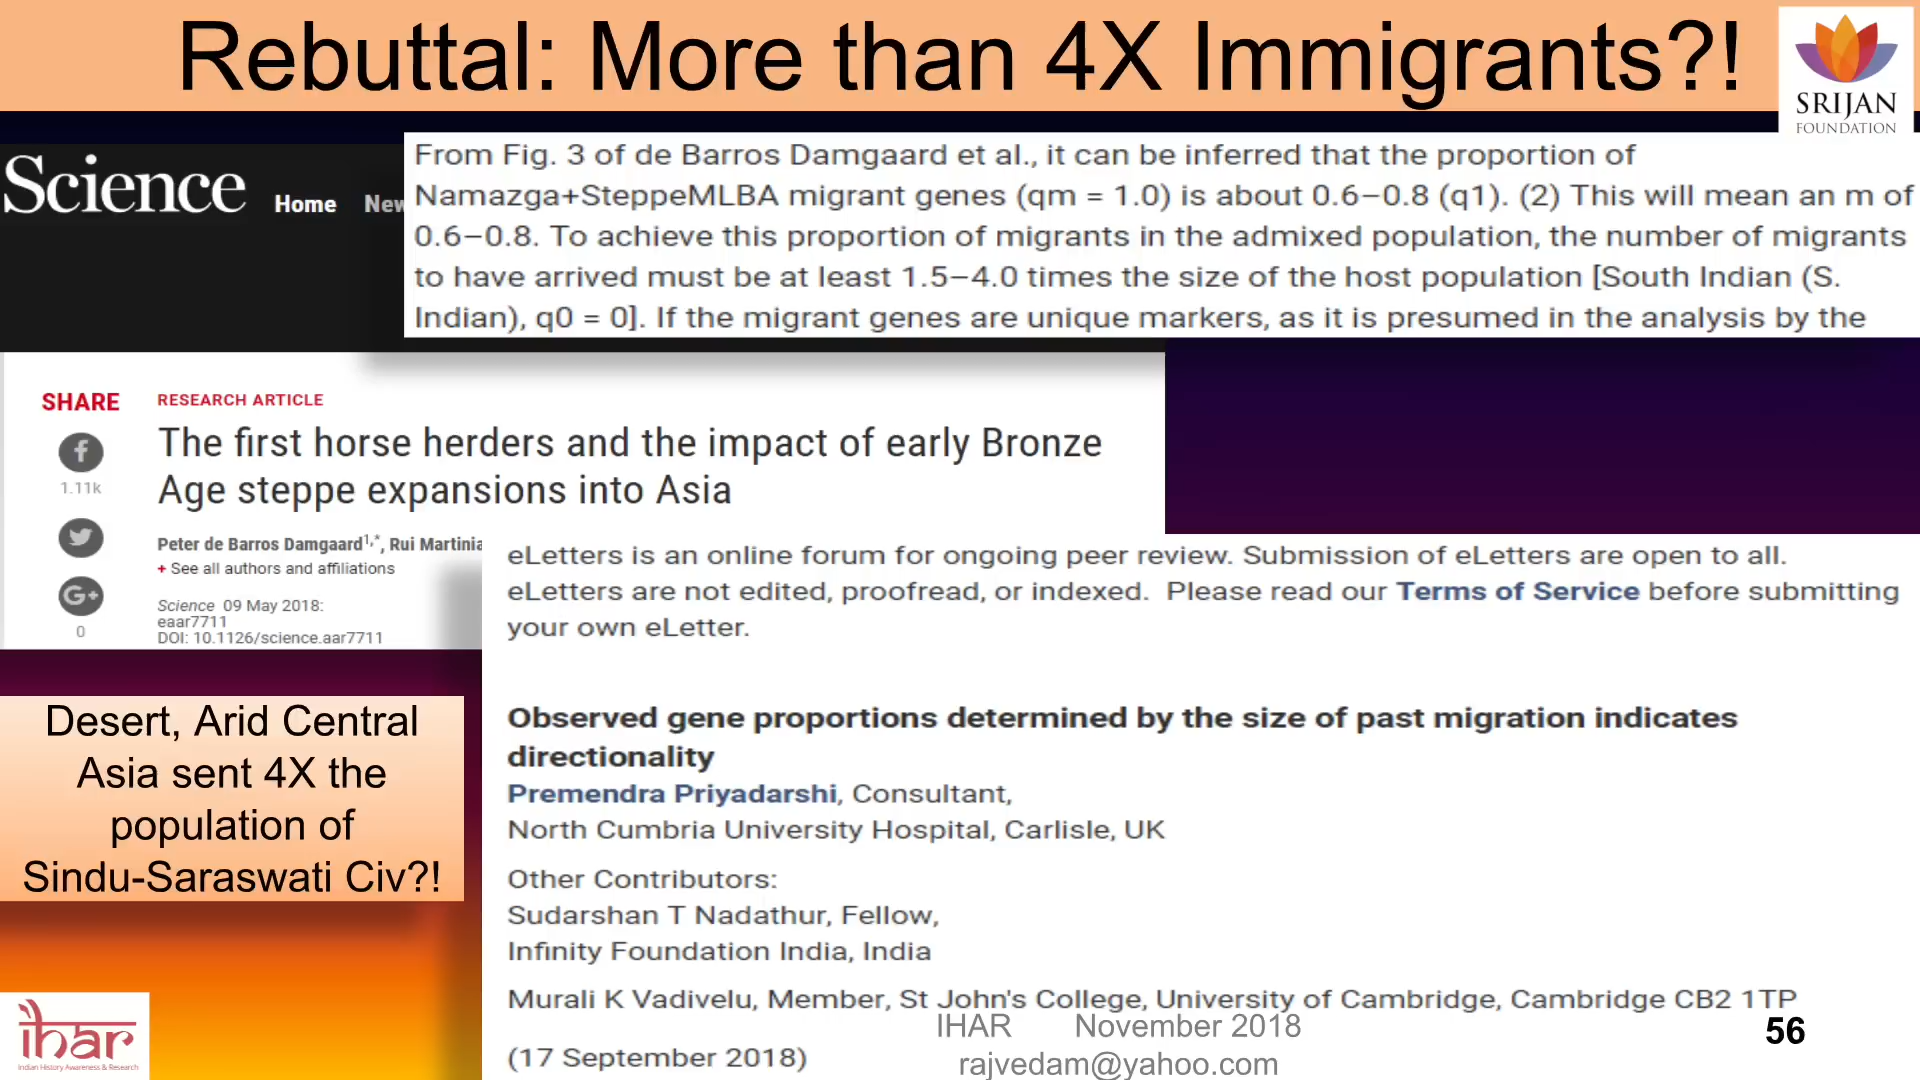 Rebuttal: More than 4X Immigrants?!
SRIJAN
FOUNDATION
Science
Home New
From Fig. 3 of de Barros Damgaard et al., it can be inferred that the proportion of
Namazga+SteppeMLBA migrant genes (qm = 1.0) is about 0.6–0.8 (q1). (2) This will mean an m of
0.6–0.8. To achieve this proportion of migrants in the admixed population, the number of migrants
to have arrived must be at least 1.5–4.0 times the size of the host population [South Indian (S.
Indian), q0 = 0]. If the migrant genes are unique markers, as it is presumed in the analysis by the
SHARE
f
1.11k
G+
0
RESEARCH ARTICLE
The first horse herders and the impact of early Bronze
Age steppe expansions into Asia
Peter de Barros Damgaard1,*, Rui Martinia
+ See all authors and affiliations
Science 09 May 2018:
eaar7711
DOI: 10.1126/science.aar7711
eLetters is an online forum for ongoing peer review. Submission of eLetters are open to all.
eLetters are not edited, proofread, or indexed. Please read our Terms of Service before submitting
your own eLetter.
Observed gene proportions determined by the size of past migration indicates
directionality
Premendra Priyadarshi, Consultant,
North Cumbria University Hospital, Carlisle, UK
Other Contributors:
Sudarshan T Nadathur, Fellow,
Infinity Foundation India, India
Murali K Vadivelu, Member, St John's College, University of Cambridge, Cambridge CB2 1TP
(17 September 2018)
Desert, Arid Central
Asia sent 4X the
population of
Sindu-Saraswati Civ?!
ihar
Indian History Awareness & Research
IHAR November 2018
rajvedam@yahoo.com
56